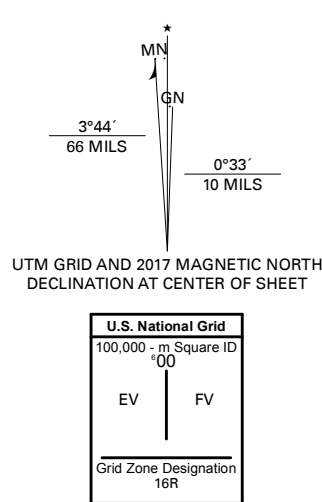 ★
MN
GN
3°44´
66 MILS
0°33´
10 MILS
UTM GRID AND 2017 MAGNETIC NORTH
DECLINATION AT CENTER OF SHEET
U.S. National Grid
100,000 - m Square ID
⁶00
EV FV
Grid Zone Designation
16R